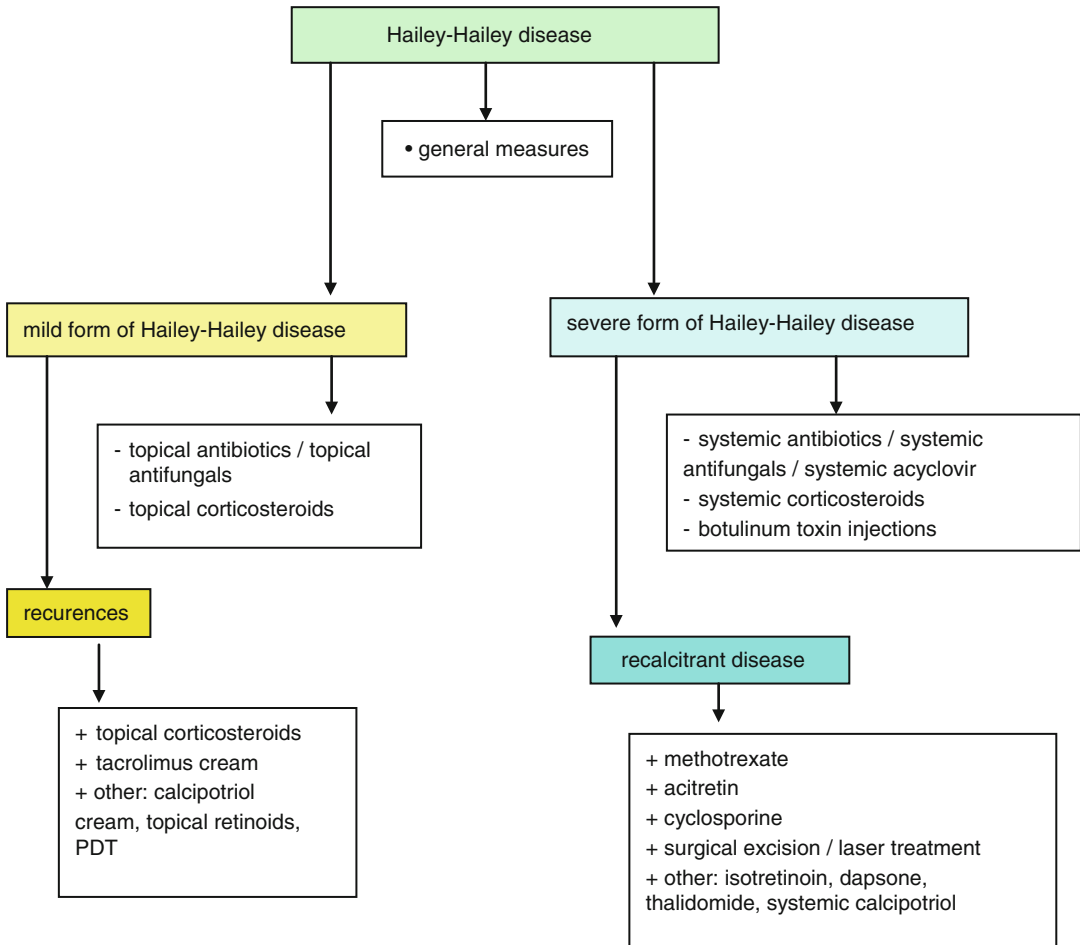 Hailey-Hailey disease
• general measures
mild form of Hailey-Hailey disease
- topical antibiotics / topical
antifungals
- topical corticosteroids
recurences
+ topical corticosteroids
+ tacrolimus cream
+ other: calcipotriol
cream, topical retinoids,
PDT
severe form of Hailey-Hailey disease
- systemic antibiotics / systemic
antifungals / systemic acyclovir
- systemic corticosteroids
- botulinum toxin injections
recalcitrant disease
+ methotrexate
+ acitretin
+ cyclosporine
+ surgical excision / laser treatment
+ other: isotretinoin, dapsone,
thalidomide, systemic calcipotriol